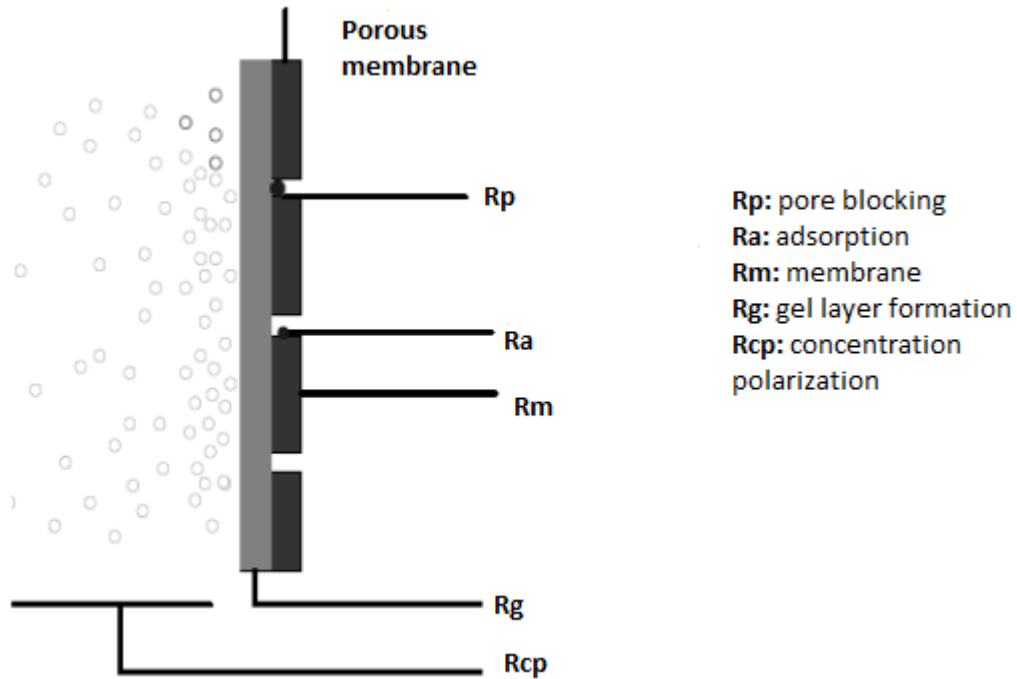 Porous
membrane
Rp
Ra
Rm
Rg
Rcp
Rp: pore blocking
Ra: adsorption
Rm: membrane
Rg: gel layer formation
Rcp: concentration
polarization